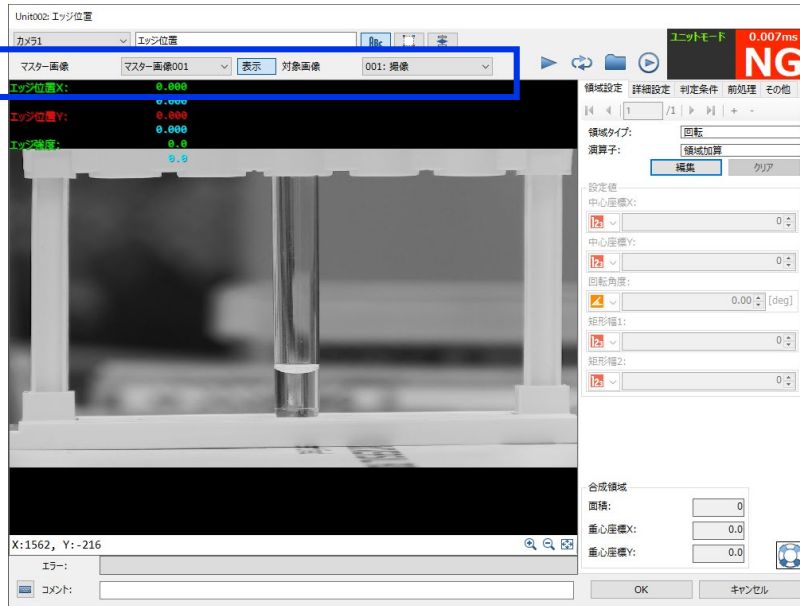 Unit002: エッジ位置
カメラ1 エッジ位置 ABC
ユニットモード 0.007ms
NG
マスター画像 マスター画像001 表示 対象画像 001: 撮像
エッジ位置X: 0.000
0.000
エッジ位置Y: 0.000
0.000
エッジ強度: 0.0
0.0
領域設定 詳細設定 判定条件 前処理 その他
1 /1 + -
領域タイプ: 回転
演算子: 領域加算
編集 クリア
設定値
中心座標X:
0
中心座標Y:
0
回転角度:
0.00 [deg]
矩形幅1:
0
矩形幅2:
0
合成領域
面積: 0
重心座標X: 0.0
重心座標Y: 0.0
X:1562, Y:-216
エラー:
コメント:
OK キャンセル